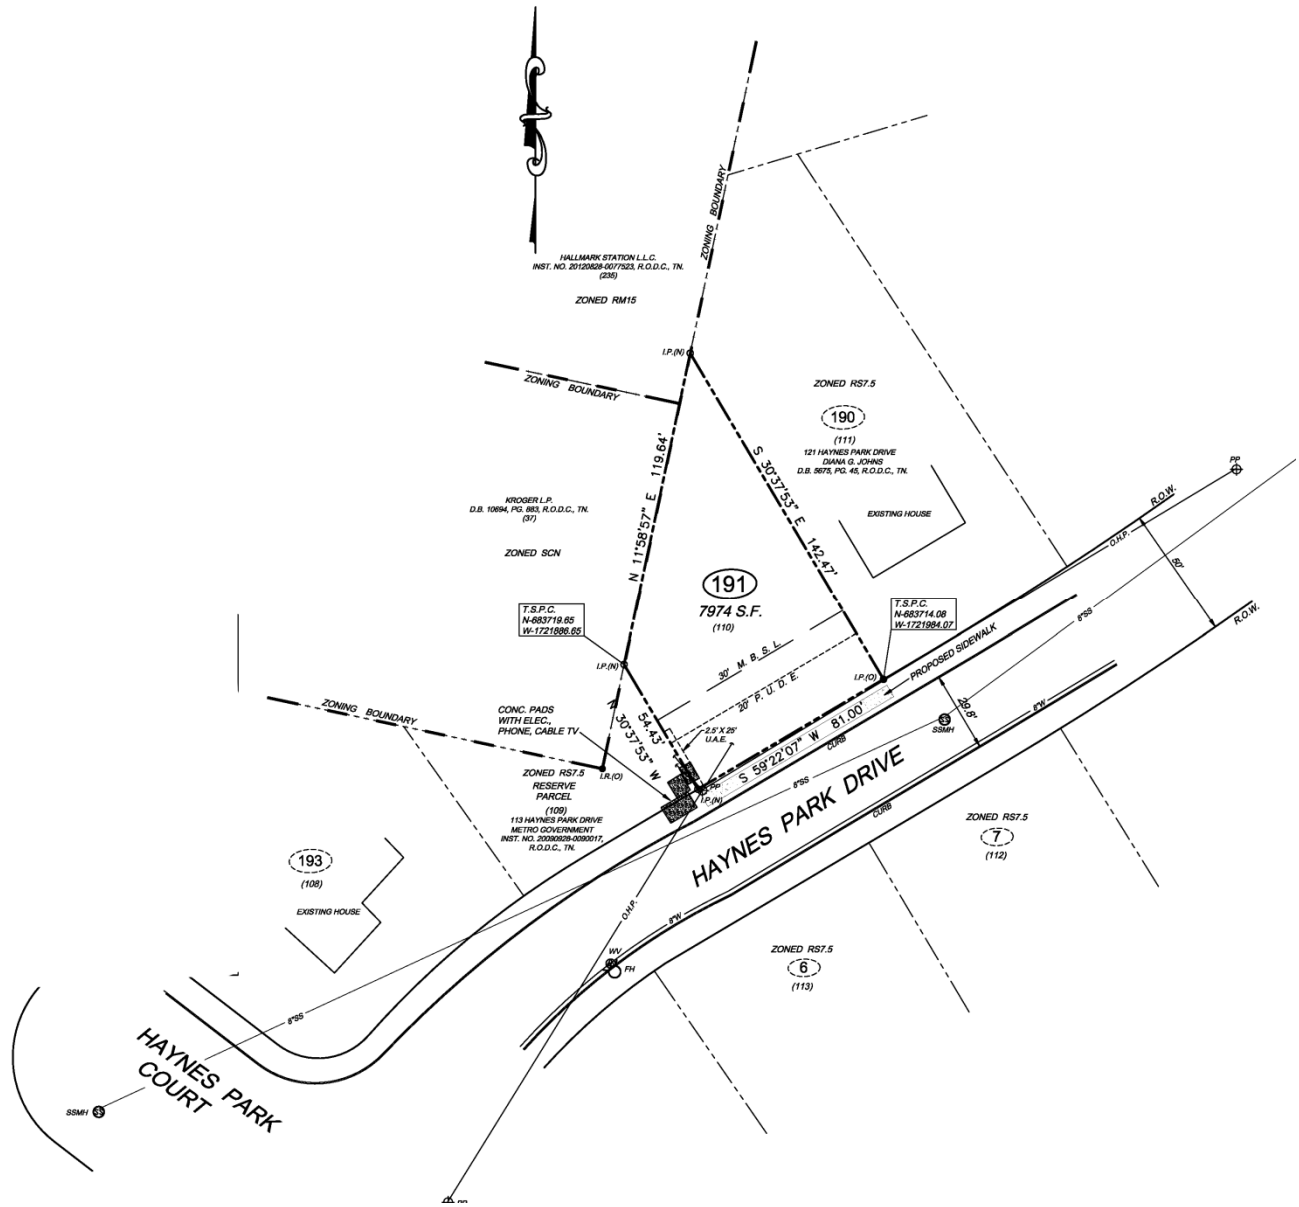 ZONING BOUNDARY
HALLMARK STATION L.L.C.
INST. NO. 20120828-0077523, R.O.D.C., TN.
(235)
ZONED RM15
I.P.(N)
ZONING BOUNDARY
ZONED RS7.5
190
(111)
121 HAYNES PARK DRIVE
DIANA G. JOHNS
D.B. 5675, PG. 45, R.O.D.C., TN.
EXISTING HOUSE
PP
R.O.W.
O.H.P.
50'
8"SS
R.O.W.
N 11°58'57" E 119.64'
S 30°37'53" E 142.47'
KROGER L.P.
D.B. 10694, PG. 883, R.O.D.C., TN.
(37)
ZONED SCN
191
7974 S.F.
(110)
T.S.P.C.
N-683719.65
W-1721886.65
T.S.P.C.
N-683714.08
W-1721984.07
I.P.(N)
30' M. B. S. L.
20' P. U. D. E.
I.P.(O)
PROPOSED SIDEWALK
29.8'
SSMH
8"W
ZONING BOUNDARY
CONC. PADS
WITH ELEC.,
PHONE, CABLE TV
N 30°37'53" W
54.43'
2.5' X 25'
U.A.E.
S 59°22'07" W 81.00'
CURB
PP
I.P.(N)
I.R.(O)
8"SS
ZONED RS7.5
RESERVE
PARCEL
(109)
113 HAYNES PARK DRIVE
METRO GOVERNMENT
INST. NO. 20090928-0090017,
R.O.D.C., TN.
HAYNES PARK DRIVE
CURB
ZONED RS7.5
7
(112)
193
(108)
EXISTING HOUSE
O.H.P.
8"W
WV
FH
ZONED RS7.5
6
(113)
8"SS
HAYNES PARK
COURT
SSMH